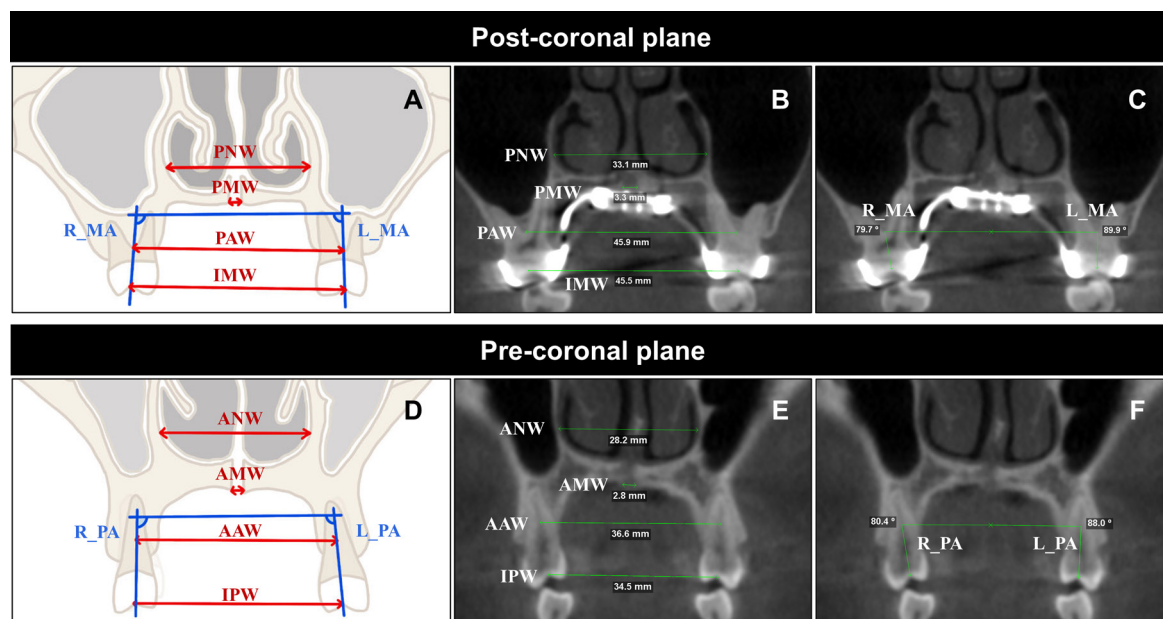 Post-coronal plane
A
PNW
PMW
R_MA
L_MA
PAW
IMW
B
PNW
33.1 mm
PMW
3.3 mm
PAW
45.9 mm
IMW
45.5 mm
C
R_MA
L_MA
79.7 °
89.9 °
Pre-coronal plane
D
ANW
AMW
R_PA
L_PA
AAW
IPW
E
ANW
28.2 mm
AMW
2.8 mm
AAW
36.6 mm
IPW
34.5 mm
F
80.4 °
88.0 °
R_PA
L_PA